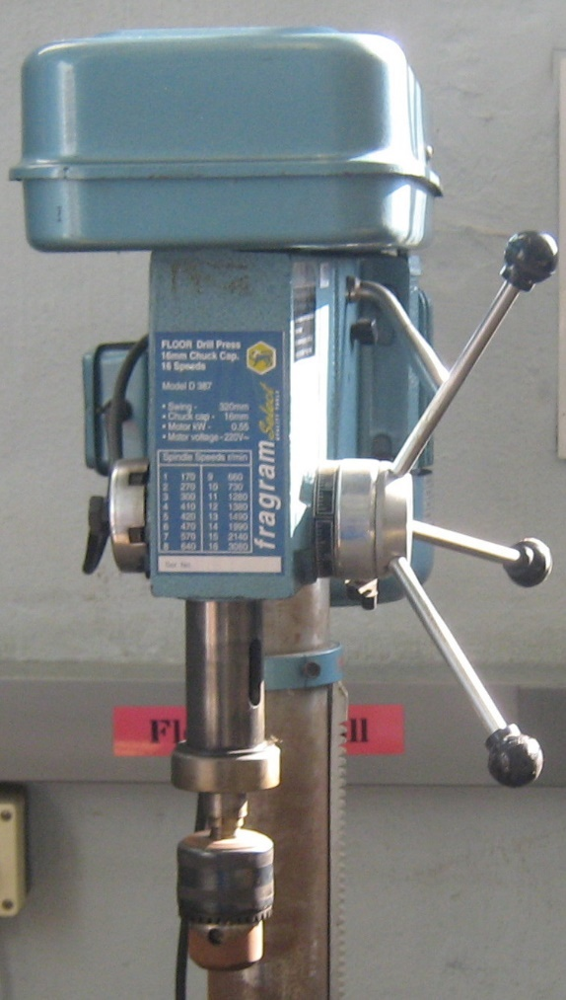 FLOOR Drill Press
16mm Chuck Cap.
16 Speeds
Model D 387
• Swing - 320mm
• Chuck cap - 16mm
• Motor kW - 0.55
• Motor voltage - 220V~
Spindle Speeds r/min
1 170 9 660
2 270 10 730
3 300 11 1280
4 410 12 1380
5 420 13 1490
6 470 14 1990
7 570 15 2140
8 640 16 3060
Ser No.
fragram
Select
QUALITY TOOLS
Fl
ll